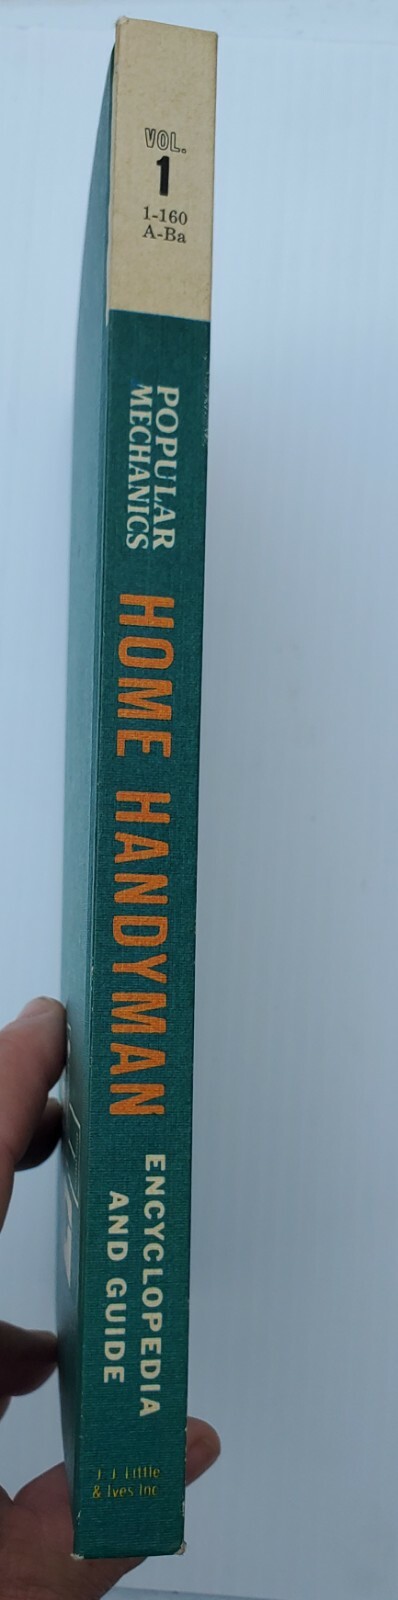 VOL.
1
1-160
A-Ba
POPULAR
MECHANICS
HOME HANDYMAN
ENCYCLOPEDIA
AND GUIDE
J J Little
& Ives Inc